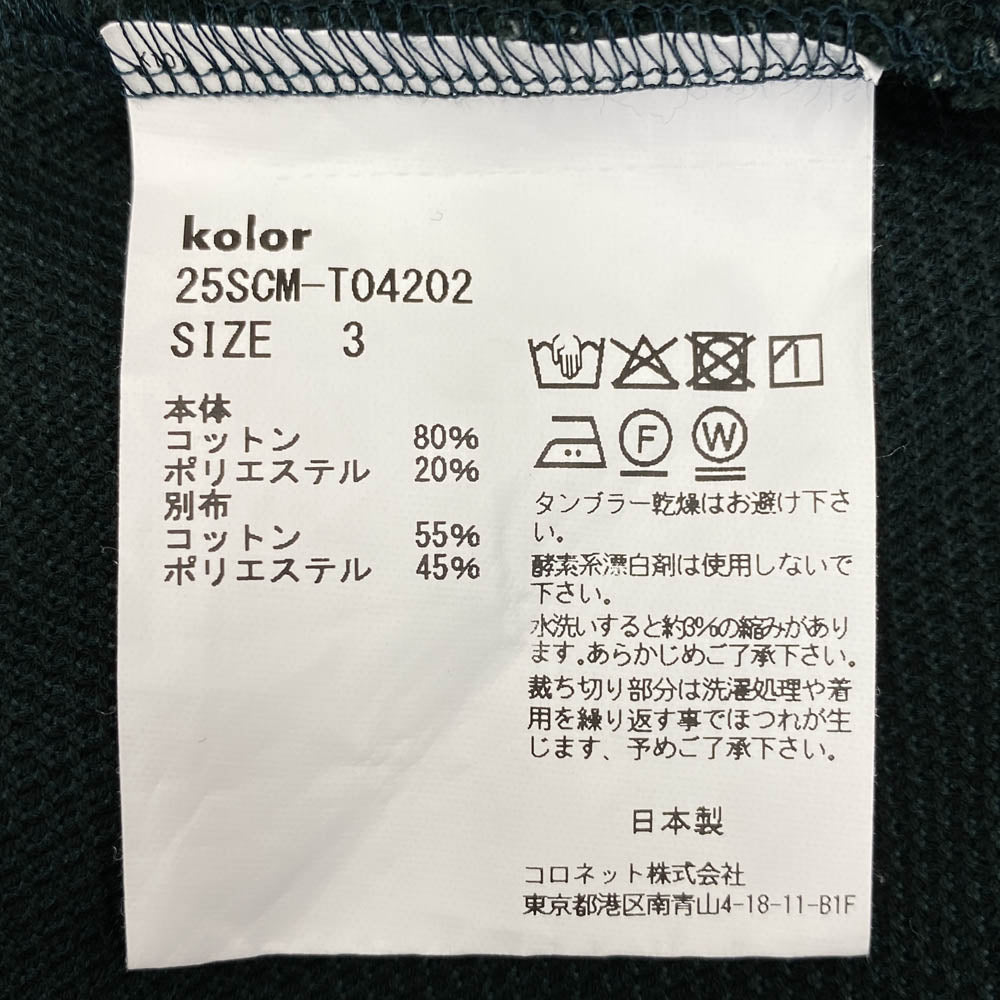 kolor
25SCM-T04202
SIZE 3
本体
コットン 80%
ポリエステル 20%
別布
コットン 55%
ポリエステル 45%
F W
タンブラー乾燥はお避け下さ
い。
酵素系漂白剤は使用しないで
下さい。
水洗いすると約3%の縮みがあり
ます。あらかじめご了承下さい。
裁ち切り部分は洗濯処理や着
用を繰り返す事でほつれが生
じます、予めご了承下さい。
日本製
コロネット株式会社
東京都港区南青山4-18-11-B1F